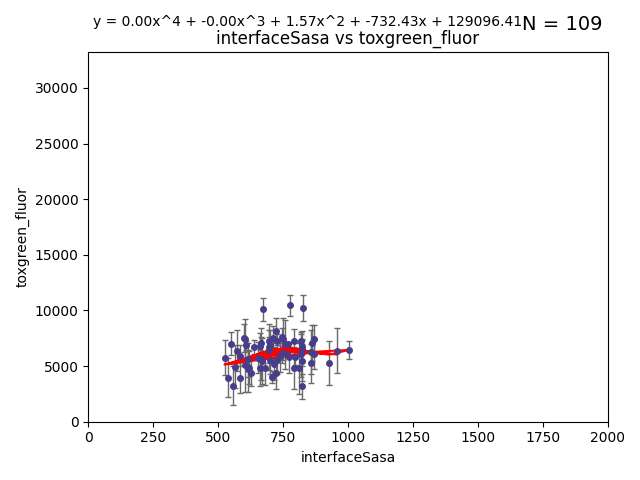 y = 0.00x^4 + -0.00x^3 + 1.57x^2 + -732.43x + 129096.41
N = 109
interfaceSasa vs toxgreen_fluor
30000
25000
20000
15000
10000
5000
0
toxgreen_fluor
0 250 500 750 1000 1250 1500 1750 2000
interfaceSasa